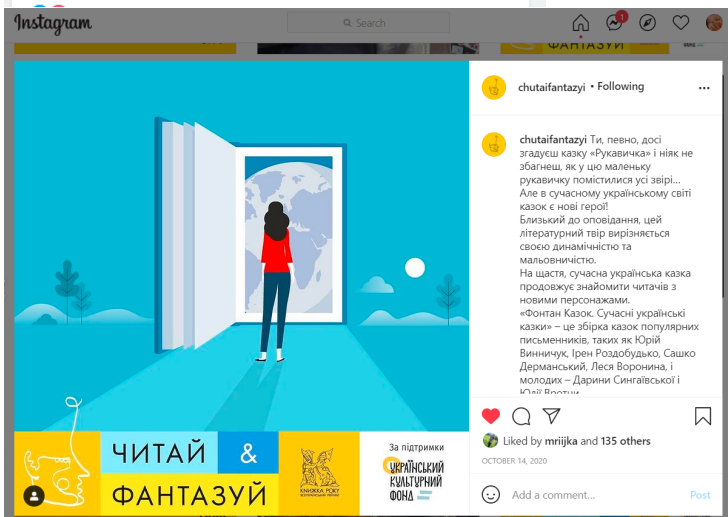 Instagram
Search
1
ФАНТАЗУЙ
chutaifantazyi • Following
•••
chutaifantazyi Ти, певно, досі
згадуєш казку «Рукавичка» і ніяк не
збагнеш, як у цю маленьку
рукавичку помістилися усі звірі...
Але в сучасному українському світі
казок є нові герої!
Близький до оповідання, цей
літературний твір вирізняється
своєю динамічністю та
мальовничістю.
На щастя, сучасна українська казка
продовжує знайомити читачів з
новими персонажами.
«Фонтан Казок. Сучасні українські
казки» – це збірка казок популярних
письменників, таких як Юрій
Винничук, Ірен Роздобудько, Сашко
Дерманський, Леся Воронина, і
молодих – Дарини Сингаївської і
ЧИТАЙ &
ФАНТАЗУЙ
КНИЖКА РОКУ
За підтримки
УКРАЇНСЬКИЙ
КУЛЬТУРНИЙ
ФОНД
Liked by mriijka and 135 others
OCTOBER 14, 2020
Add a comment...
Post